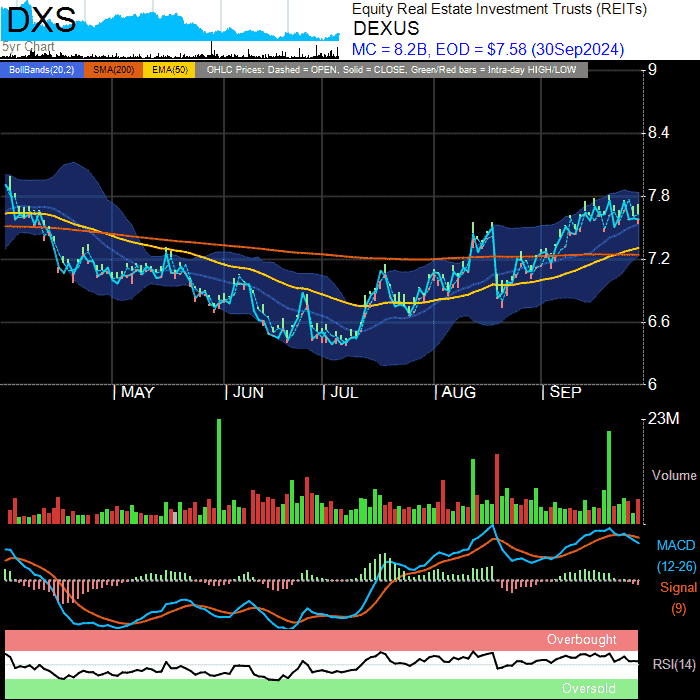 DXS
5yr Chart
Equity Real Estate Investment Trusts (REITs)
DEXUS
MC = 8.2B, EOD = $7.58 (30Sep2024)
BollBands(20,2) SMA(200) EMA(50) OHLC Prices: Dashed = OPEN, Solid = CLOSE, Green/Red bars = Intra-day HIGH/LOW
9
8.4
7.8
7.2
6.6
6
MAY JUN JUL AUG SEP
23M
Volume
MACD
(12-26)
Signal
(9)
Overbought
RSI(14)
Oversold